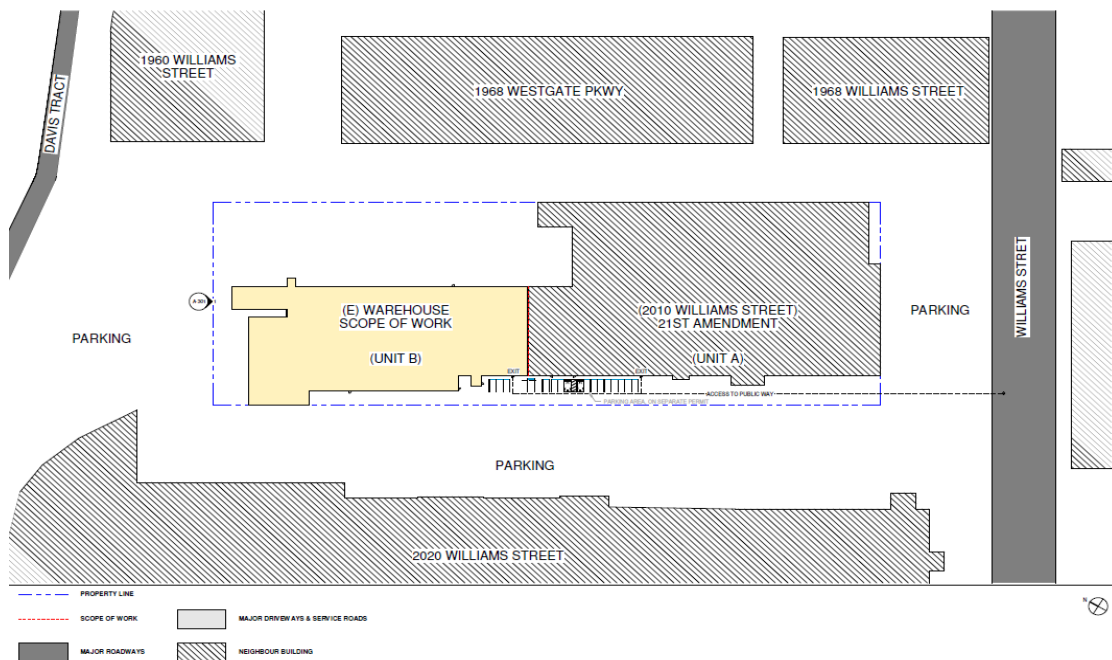 1960 WILLIAMS
STREET
1968 WESTGATE PKWY
1968 WILLIAMS STREET
DAVIS TRACT
A 301
(E) WAREHOUSE
SCOPE OF WORK
(UNIT B)
(2010 WILLIAMS STREET)
21ST AMENDMENT
(UNIT A)
PARKING
PARKING
WILLIAMS STREET
EXIT
EXIT
ACCESS TO PUBLIC WAY
PARKING AREA, ON SEPARATE PERMIT
PARKING
2020 WILLIAMS STREET
PROPERTY LINE
SCOPE OF WORK
MAJOR DRIVEWAYS & SERVICE ROADS
MAJOR ROADWAYS
NEIGHBOUR BUILDING
N